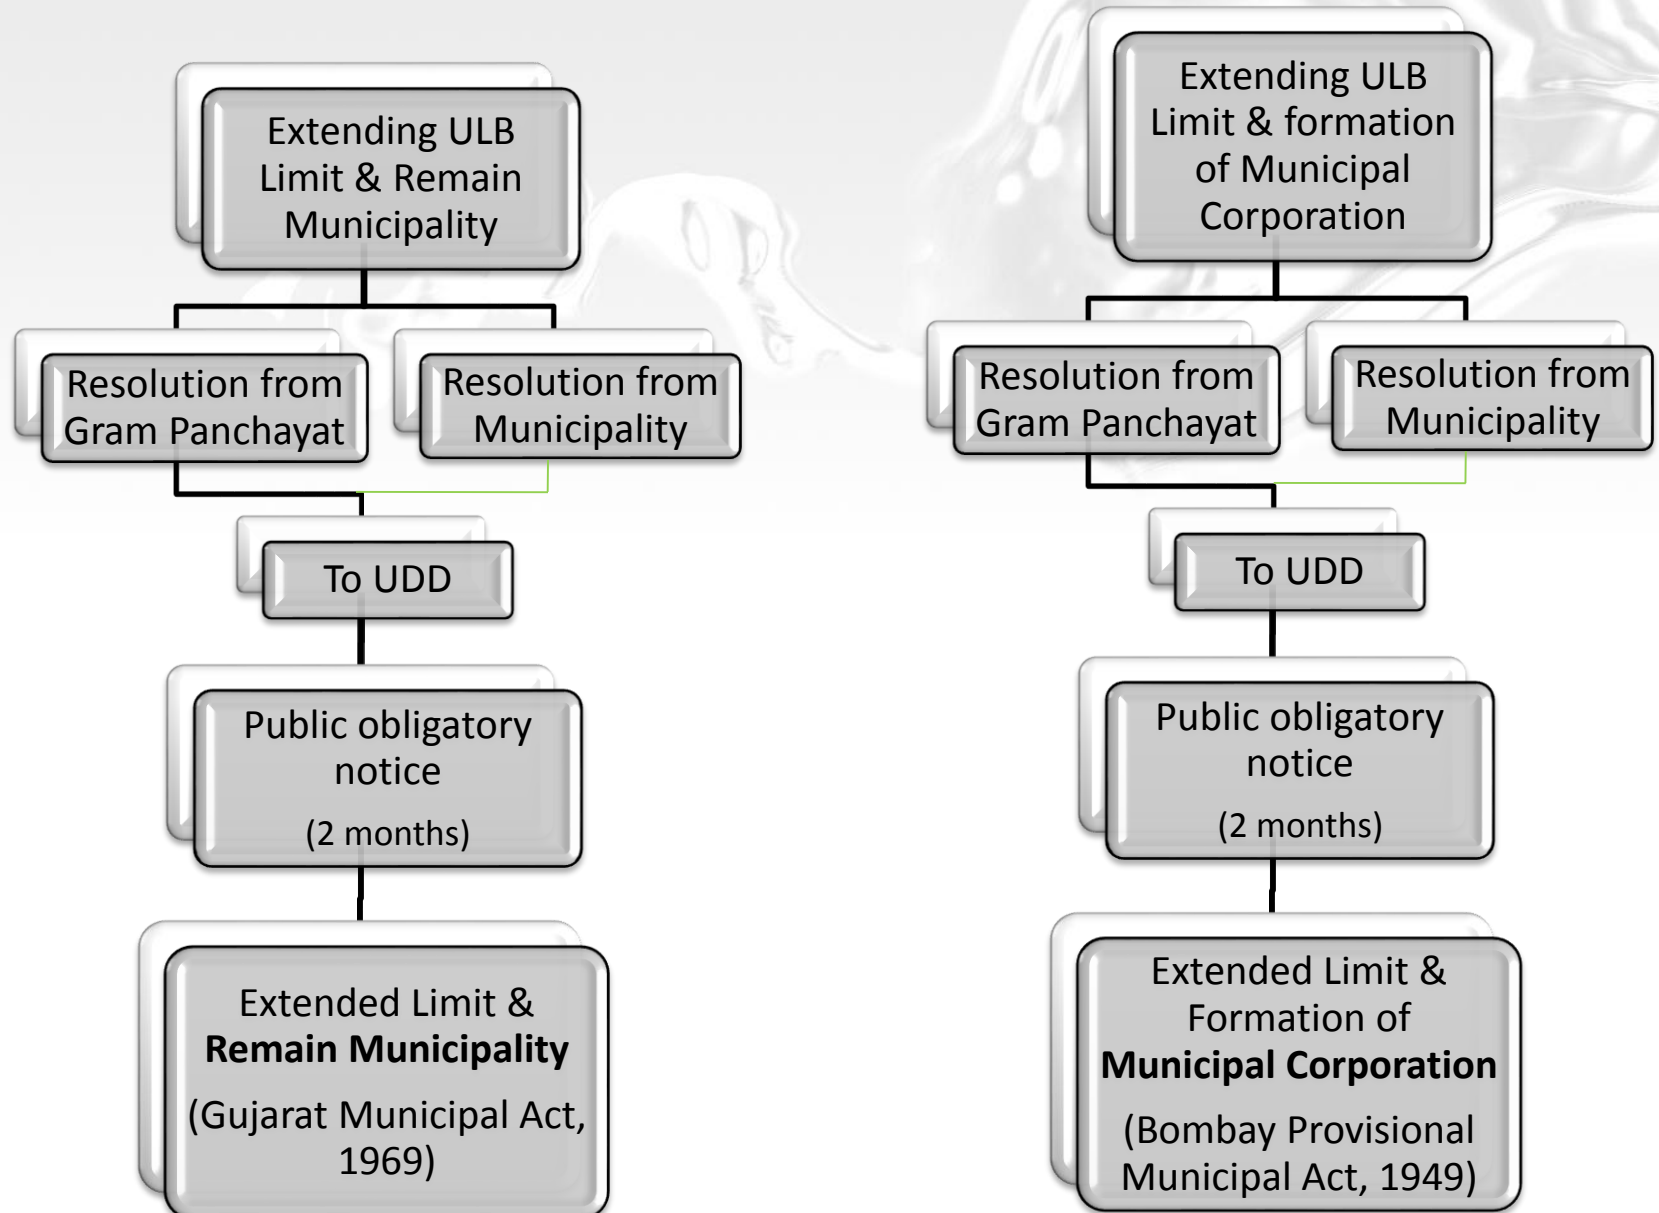 Extending ULB
Limit & Remain
Municipality
Resolution from
Gram Panchayat
Resolution from
Municipality
To UDD
Public obligatory
notice
(2 months)
Extended Limit &
Remain Municipality
(Gujarat Municipal Act,
1969)
Extending ULB
Limit & formation
of Municipal
Corporation
Resolution from
Gram Panchayat
Resolution from
Municipality
To UDD
Public obligatory
notice
(2 months)
Extended Limit &
Formation of
Municipal Corporation
(Bombay Provisional
Municipal Act, 1949)